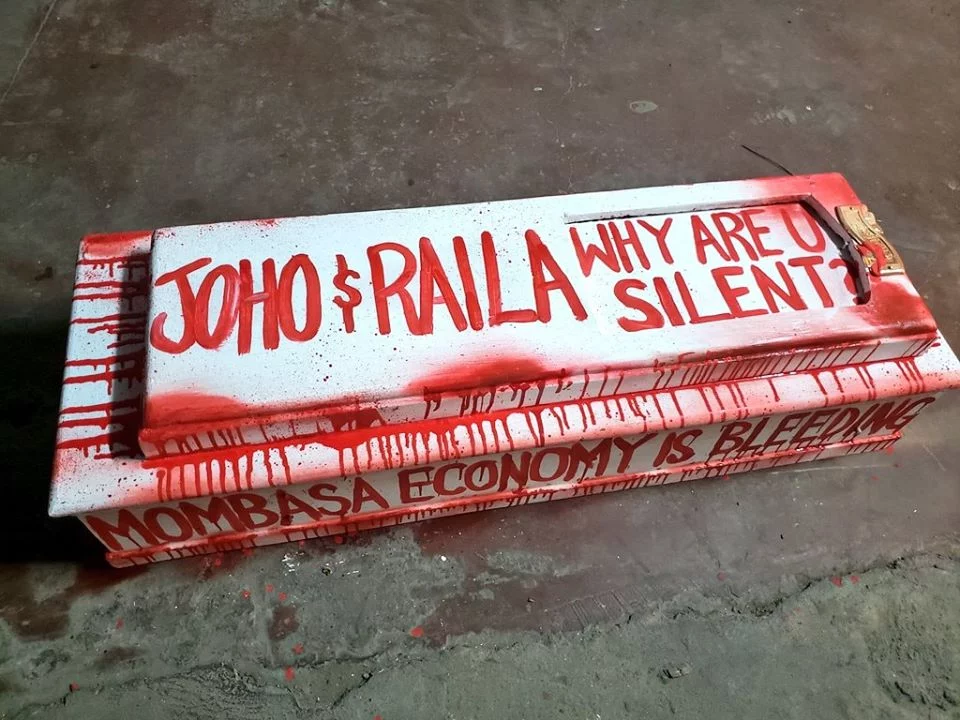 JOHO $ RAILA
WHY ARE U
SILENT?
MOMBASA ECONOMY IS BLEEDING